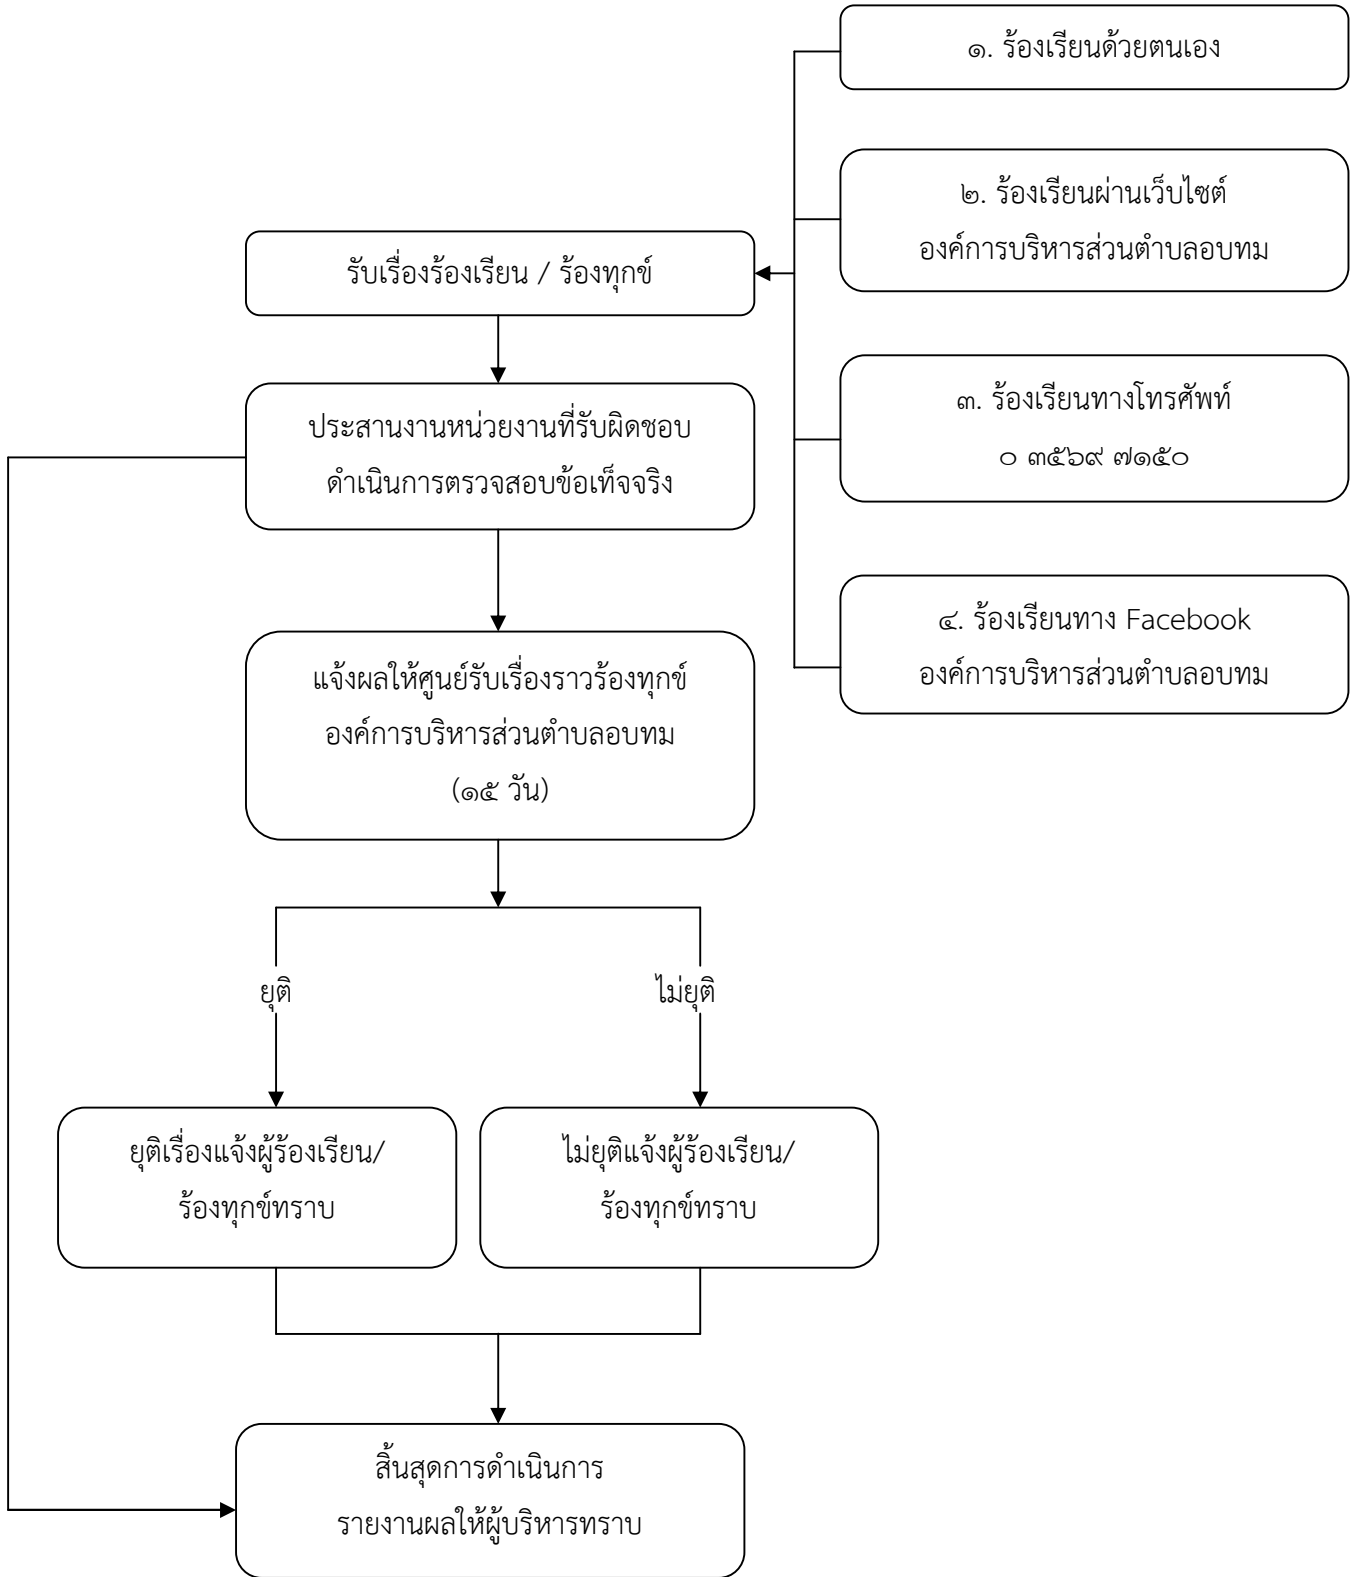 ๑. ร้องเรียนด้วยตนเอง
๒. ร้องเรียนผ่านเว็บไซต์
องค์การบริหารส่วนตำบลอบทม
๓. ร้องเรียนทางโทรศัพท์
๐ ๓๕๖๙ ๗๑๕๐
๔. ร้องเรียนทาง Facebook
องค์การบริหารส่วนตำบลอบทม
รับเรื่องร้องเรียน / ร้องทุกข์
ประสานงานหน่วยงานที่รับผิดชอบ
ดำเนินการตรวจสอบข้อเท็จจริง
แจ้งผลให้ศูนย์รับเรื่องราวร้องทุกข์
องค์การบริหารส่วนตำบลอบทม
(๑๕ วัน)
ยุติ
ไม่ยุติ
ยุติเรื่องแจ้งผู้ร้องเรียน/
ร้องทุกข์ทราบ
ไม่ยุติแจ้งผู้ร้องเรียน/
ร้องทุกข์ทราบ
สิ้นสุดการดำเนินการ
รายงานผลให้ผู้บริหารทราบ